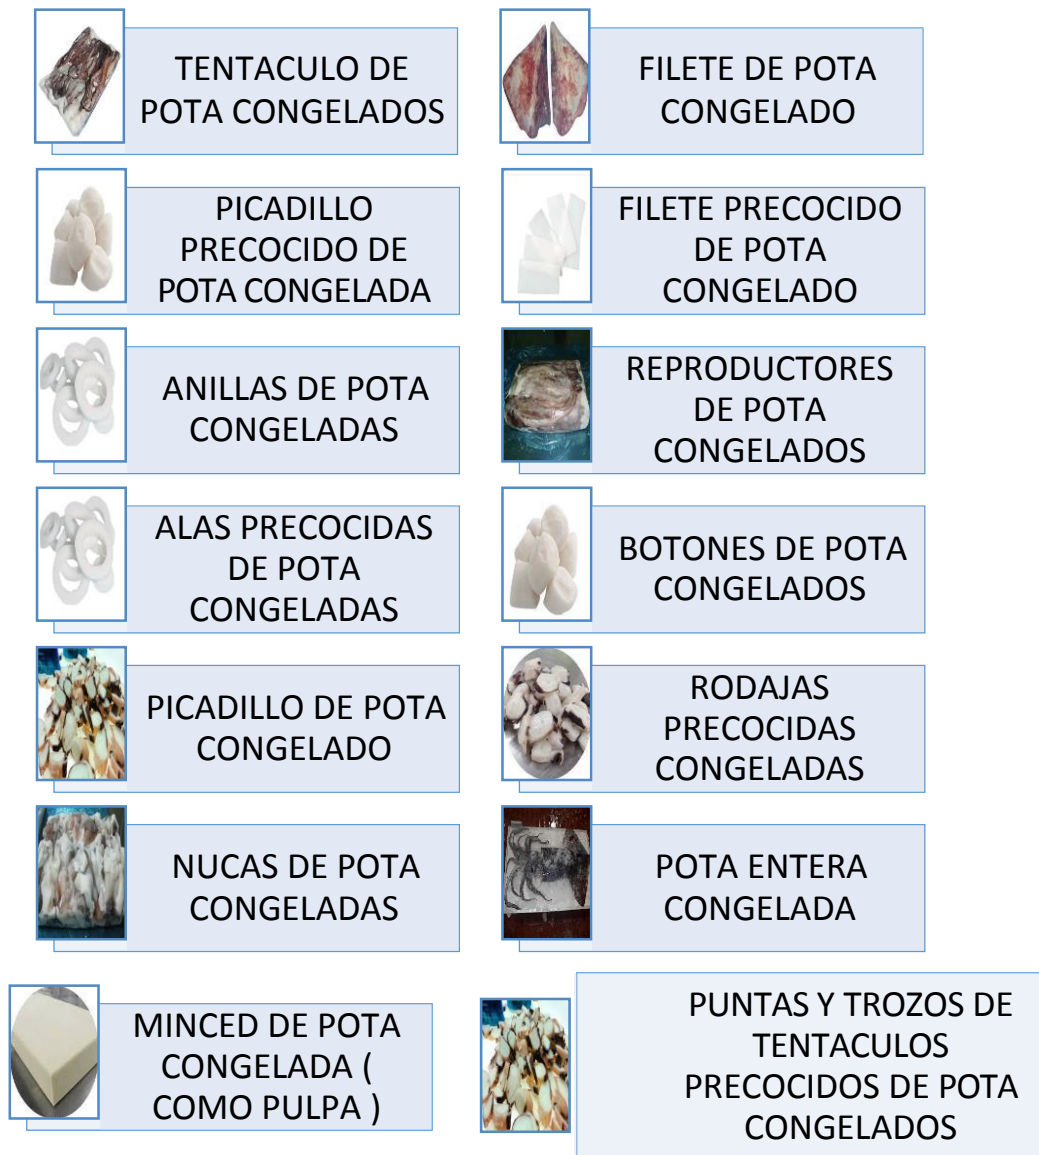 TENTACULO DE
POTA CONGELADOS
FILETE DE POTA
CONGELADO
PICADILLO
PRECOCIDO DE
POTA CONGELADA
FILETE PRECOCIDO
DE POTA
CONGELADO
ANILLAS DE POTA
CONGELADAS
REPRODUCTORES
DE POTA
CONGELADOS
ALAS PRECOCIDAS
DE POTA
CONGELADAS
BOTONES DE POTA
CONGELADOS
PICADILLO DE POTA
CONGELADO
RODAJAS
PRECOCIDAS
CONGELADAS
NUCAS DE POTA
CONGELADAS
POTA ENTERA
CONGELADA
MINCED DE POTA
CONGELADA (
COMO PULPA )
PUNTAS Y TROZOS DE
TENTACULOS
PRECOCIDOS DE POTA
CONGELADOS